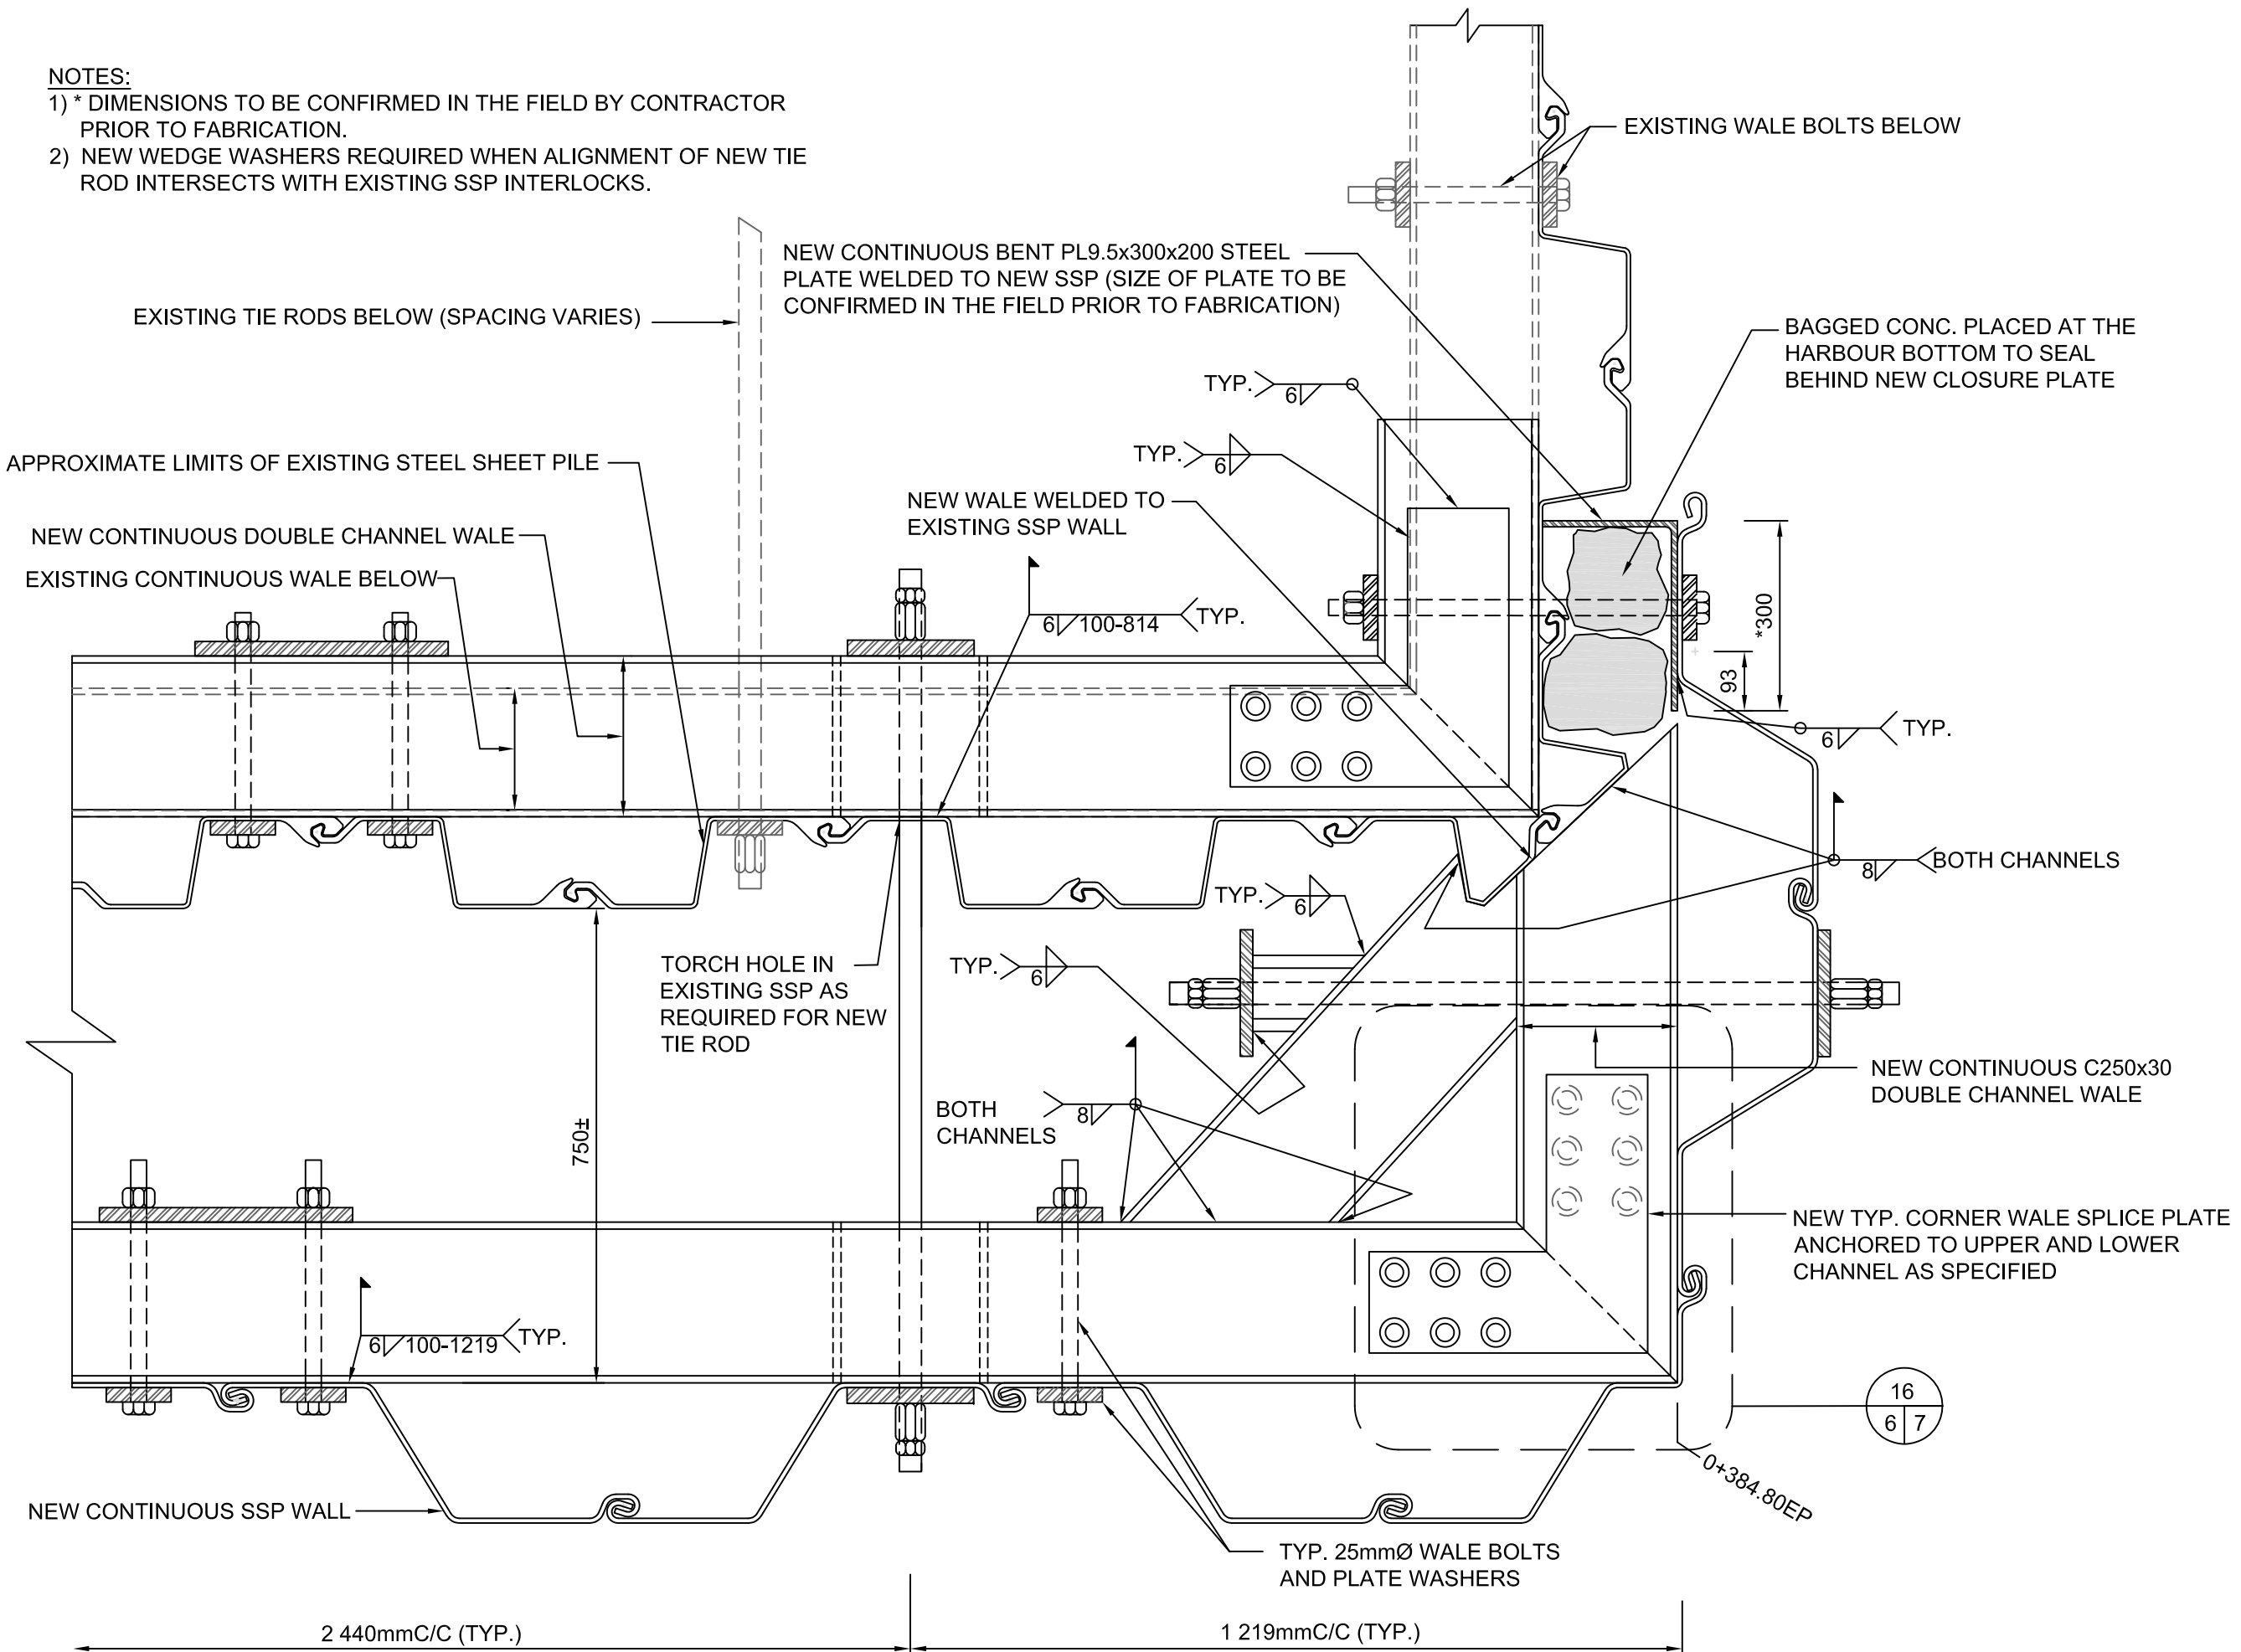 NOTES:
1) * DIMENSIONS TO BE CONFIRMED IN THE FIELD BY CONTRACTOR
PRIOR TO FABRICATION.
2) NEW WEDGE WASHERS REQUIRED WHEN ALIGNMENT OF NEW TIE
ROD INTERSECTS WITH EXISTING SSP INTERLOCKS.
EXISTING WALE BOLTS BELOW
NEW CONTINUOUS BENT PL9.5x300x200 STEEL
PLATE WELDED TO NEW SSP (SIZE OF PLATE TO BE
CONFIRMED IN THE FIELD PRIOR TO FABRICATION)
EXISTING TIE RODS BELOW (SPACING VARIES)
BAGGED CONC. PLACED AT THE
HARBOUR BOTTOM TO SEAL
BEHIND NEW CLOSURE PLATE
TYP.
6
TYP.
6
APPROXIMATE LIMITS OF EXISTING STEEL SHEET PILE
NEW WALE WELDED TO
EXISTING SSP WALL
NEW CONTINUOUS DOUBLE CHANNEL WALE
EXISTING CONTINUOUS WALE BELOW
6 100-814 TYP.
*300
93
6 TYP.
8 BOTH CHANNELS
TYP.
6
TYP.
6
TORCH HOLE IN
EXISTING SSP AS
REQUIRED FOR NEW
TIE ROD
750±
BOTH
CHANNELS
8
NEW CONTINUOUS C250x30
DOUBLE CHANNEL WALE
NEW TYP. CORNER WALE SPLICE PLATE
ANCHORED TO UPPER AND LOWER
CHANNEL AS SPECIFIED
6 100-1219 TYP.
16
6 7
0+384.80EP
NEW CONTINUOUS SSP WALL
TYP. 25mmØ WALE BOLTS
AND PLATE WASHERS
2 440mmC/C (TYP.)
1 219mmC/C (TYP.)